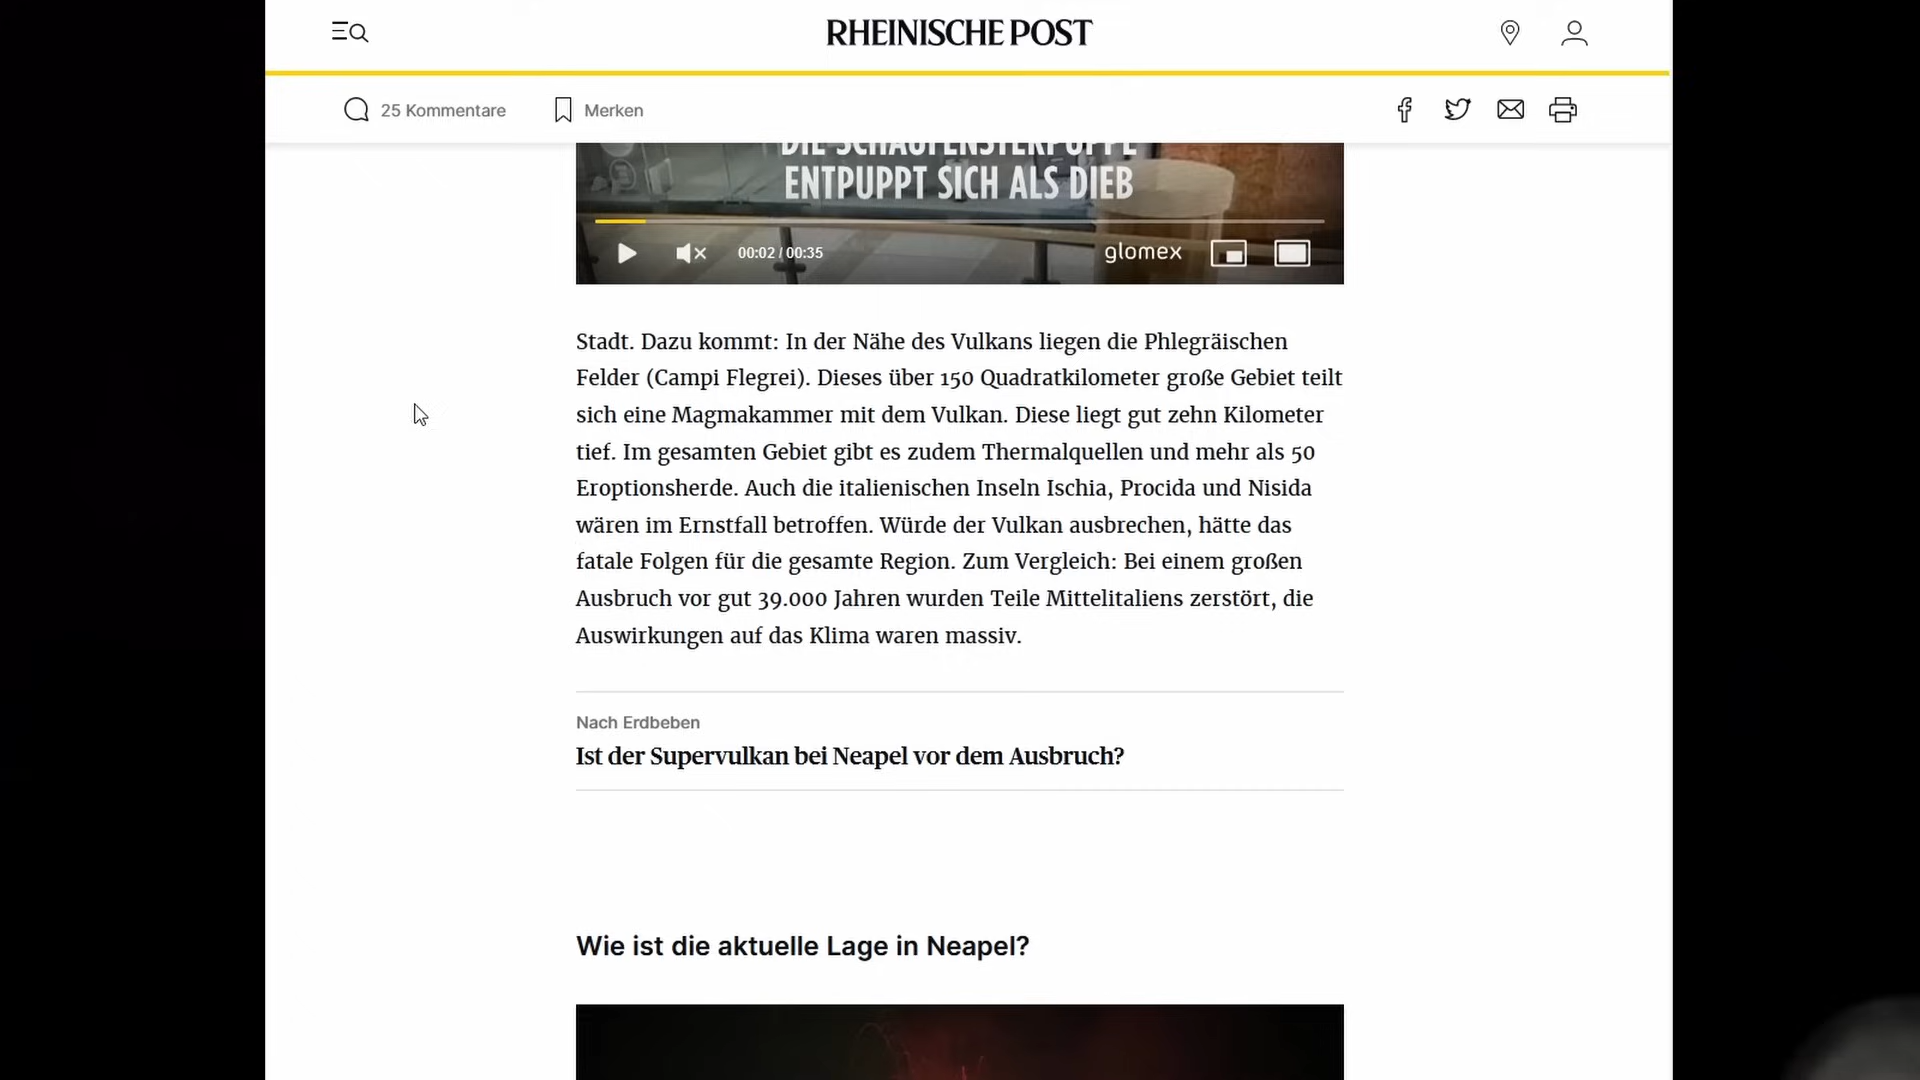 RHEINISCHE POST
25 Kommentare
Merken
DIE SCHAUFENSTERPUPPE
ENTPUPPT SICH ALS DIEB
00:02 / 00:35
glomex
Stadt. Dazu kommt: In der Nähe des Vulkans liegen die Phlegräischen
Felder (Campi Flegrei). Dieses über 150 Quadratkilometer große Gebiet teilt
sich eine Magmakammer mit dem Vulkan. Diese liegt gut zehn Kilometer
tief. Im gesamten Gebiet gibt es zudem Thermalquellen und mehr als 50
Eroptionsherde. Auch die italienischen Inseln Ischia, Procida und Nisida
wären im Ernstfall betroffen. Würde der Vulkan ausbrechen, hätte das
fatale Folgen für die gesamte Region. Zum Vergleich: Bei einem großen
Ausbruch vor gut 39.000 Jahren wurden Teile Mittelitaliens zerstört, die
Auswirkungen auf das Klima waren massiv.
Nach Erdbeben
Ist der Supervulkan bei Neapel vor dem Ausbruch?
Wie ist die aktuelle Lage in Neapel?